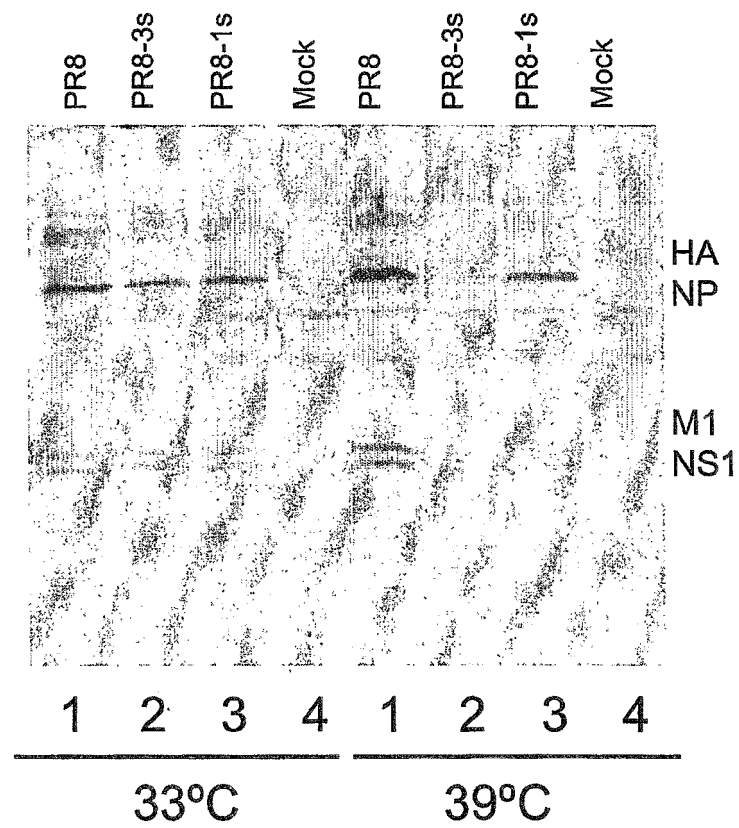 PR8 PR8-3s PR8-1s Mock PR8 PR8-3s PR8-1s Mock
HA
NP
M1
NS1
1 2 3 4 1 2 3 4
33ºC 39ºC